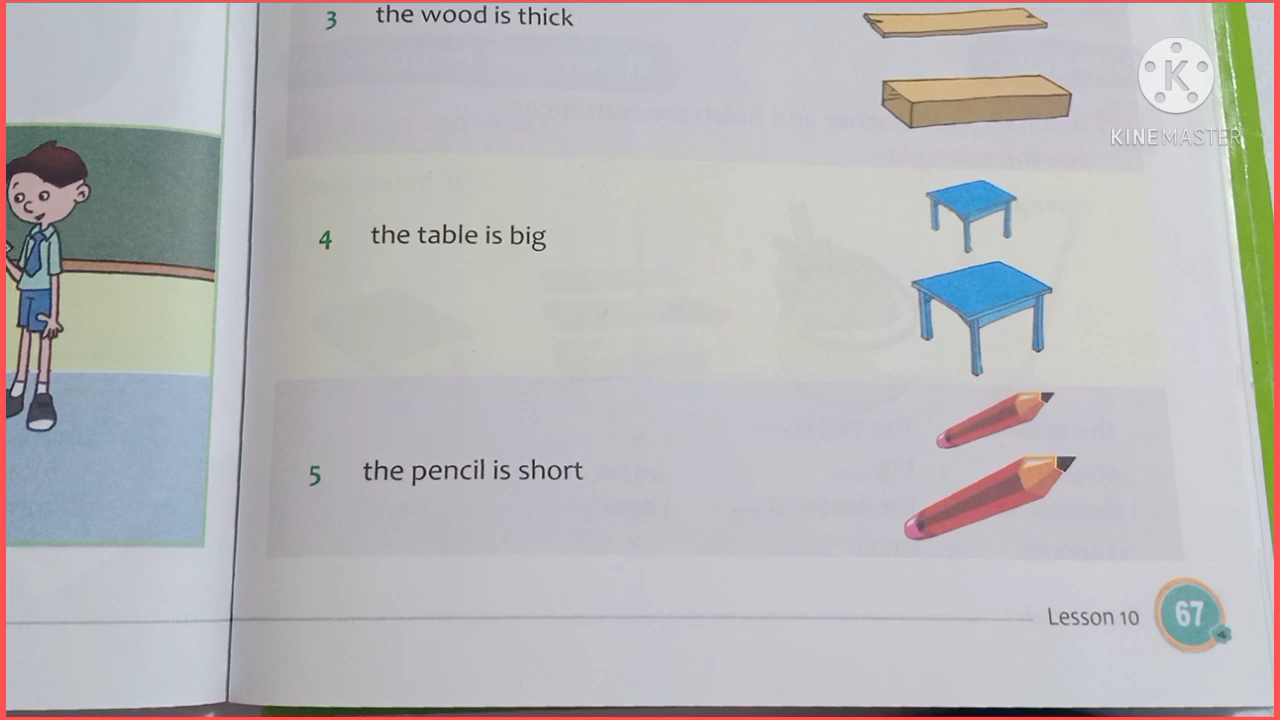 3 the wood is thick
KINEMASTER
4 the table is big
5 the pencil is short
Lesson 10 67